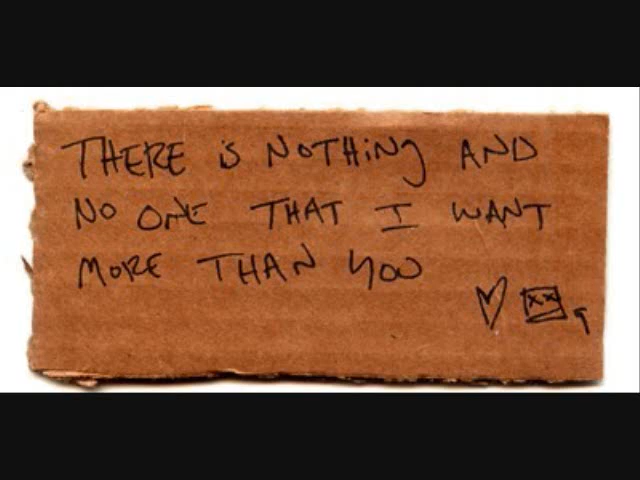 THERE iS NOTHiNg AND
NO ONE THAT I WANT
MORE THAN YOU